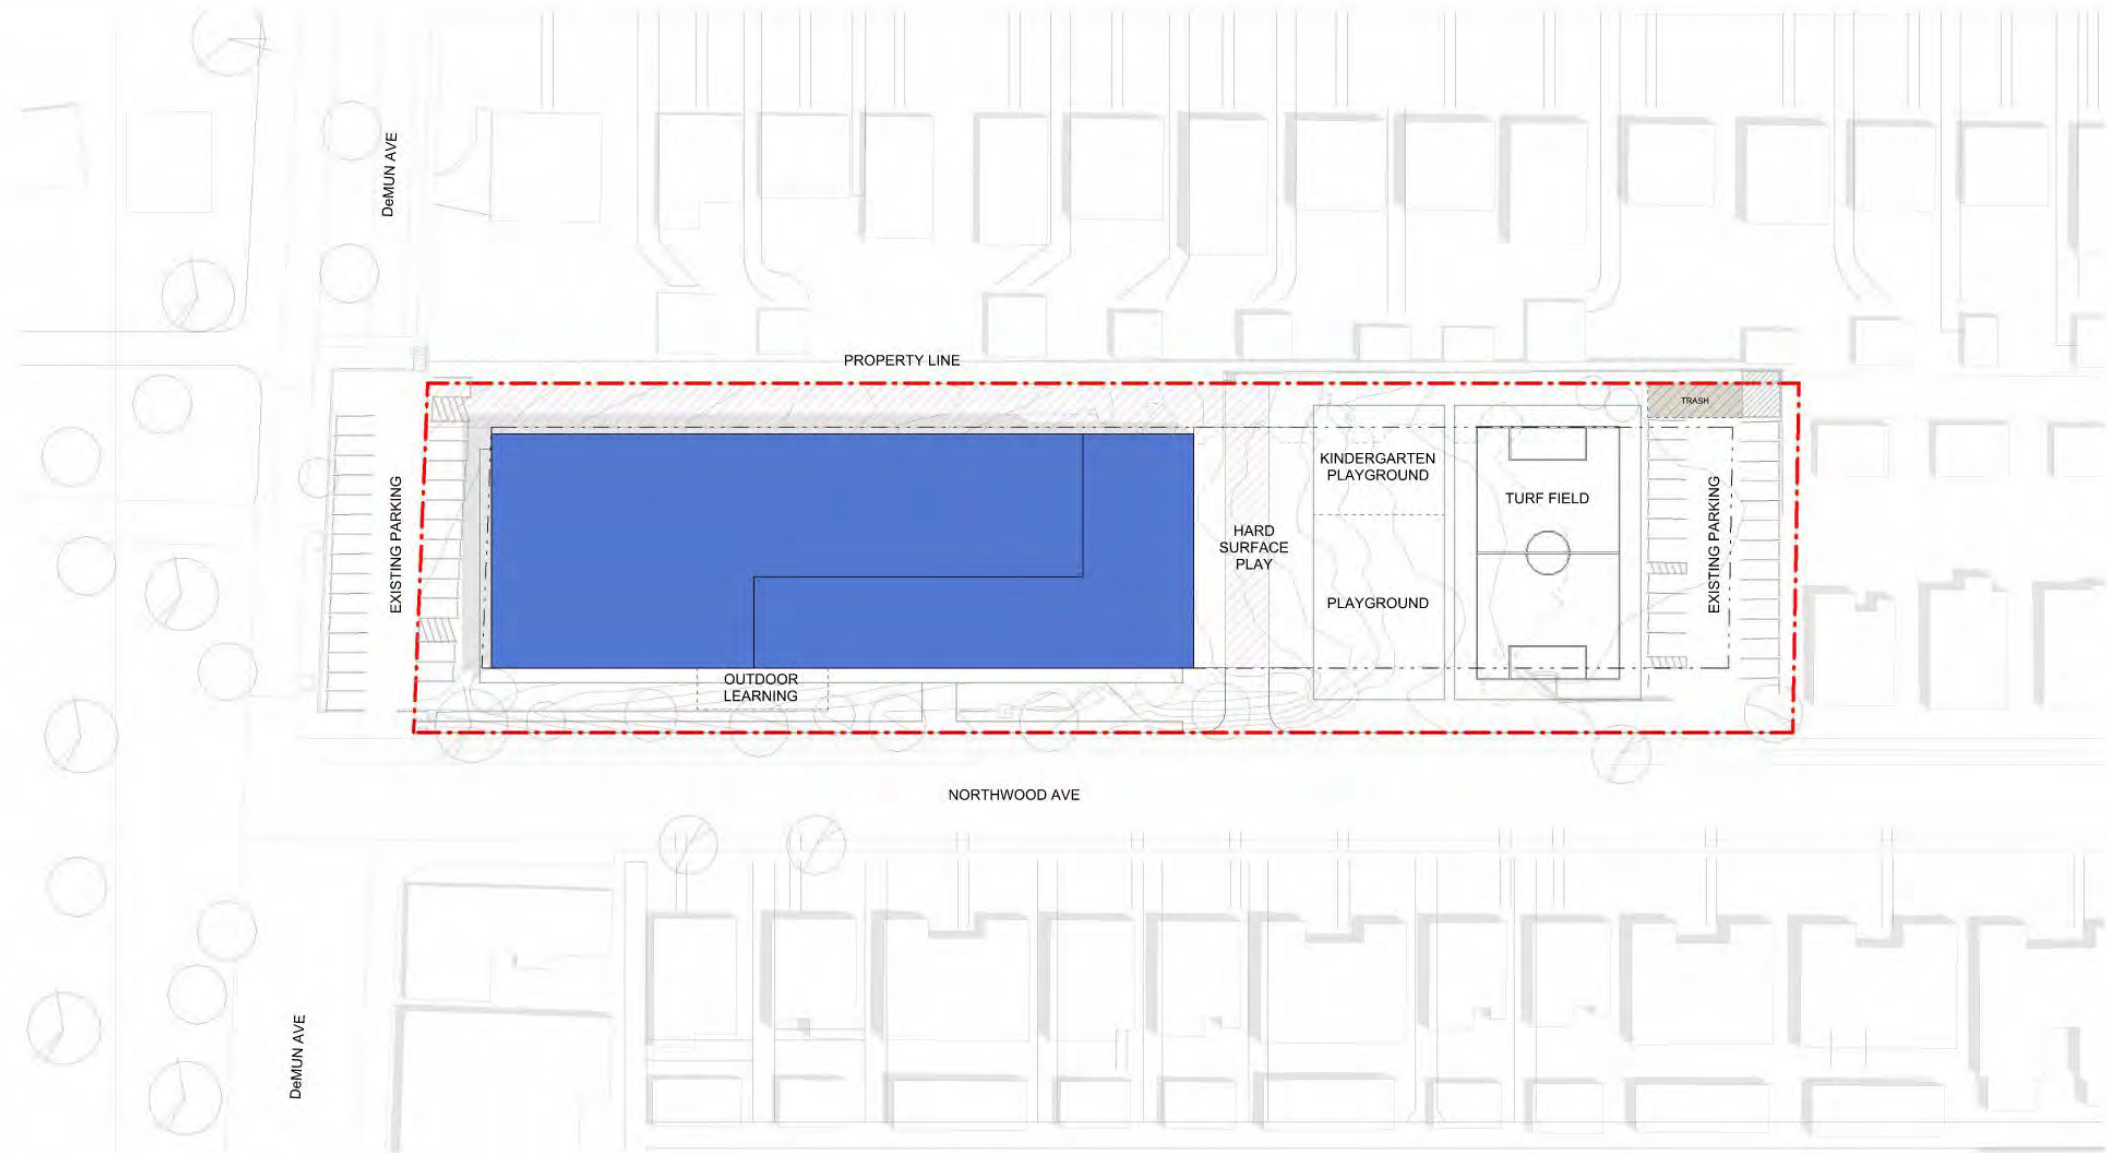 DeMUN AVE
PROPERTY LINE
TRASH
EXISTING PARKING
KINDERGARTEN
PLAYGROUND
TURF FIELD
EXISTING PARKING
HARD
SURFACE
PLAY
PLAYGROUND
OUTDOOR
LEARNING
NORTHWOOD AVE
DeMUN AVE